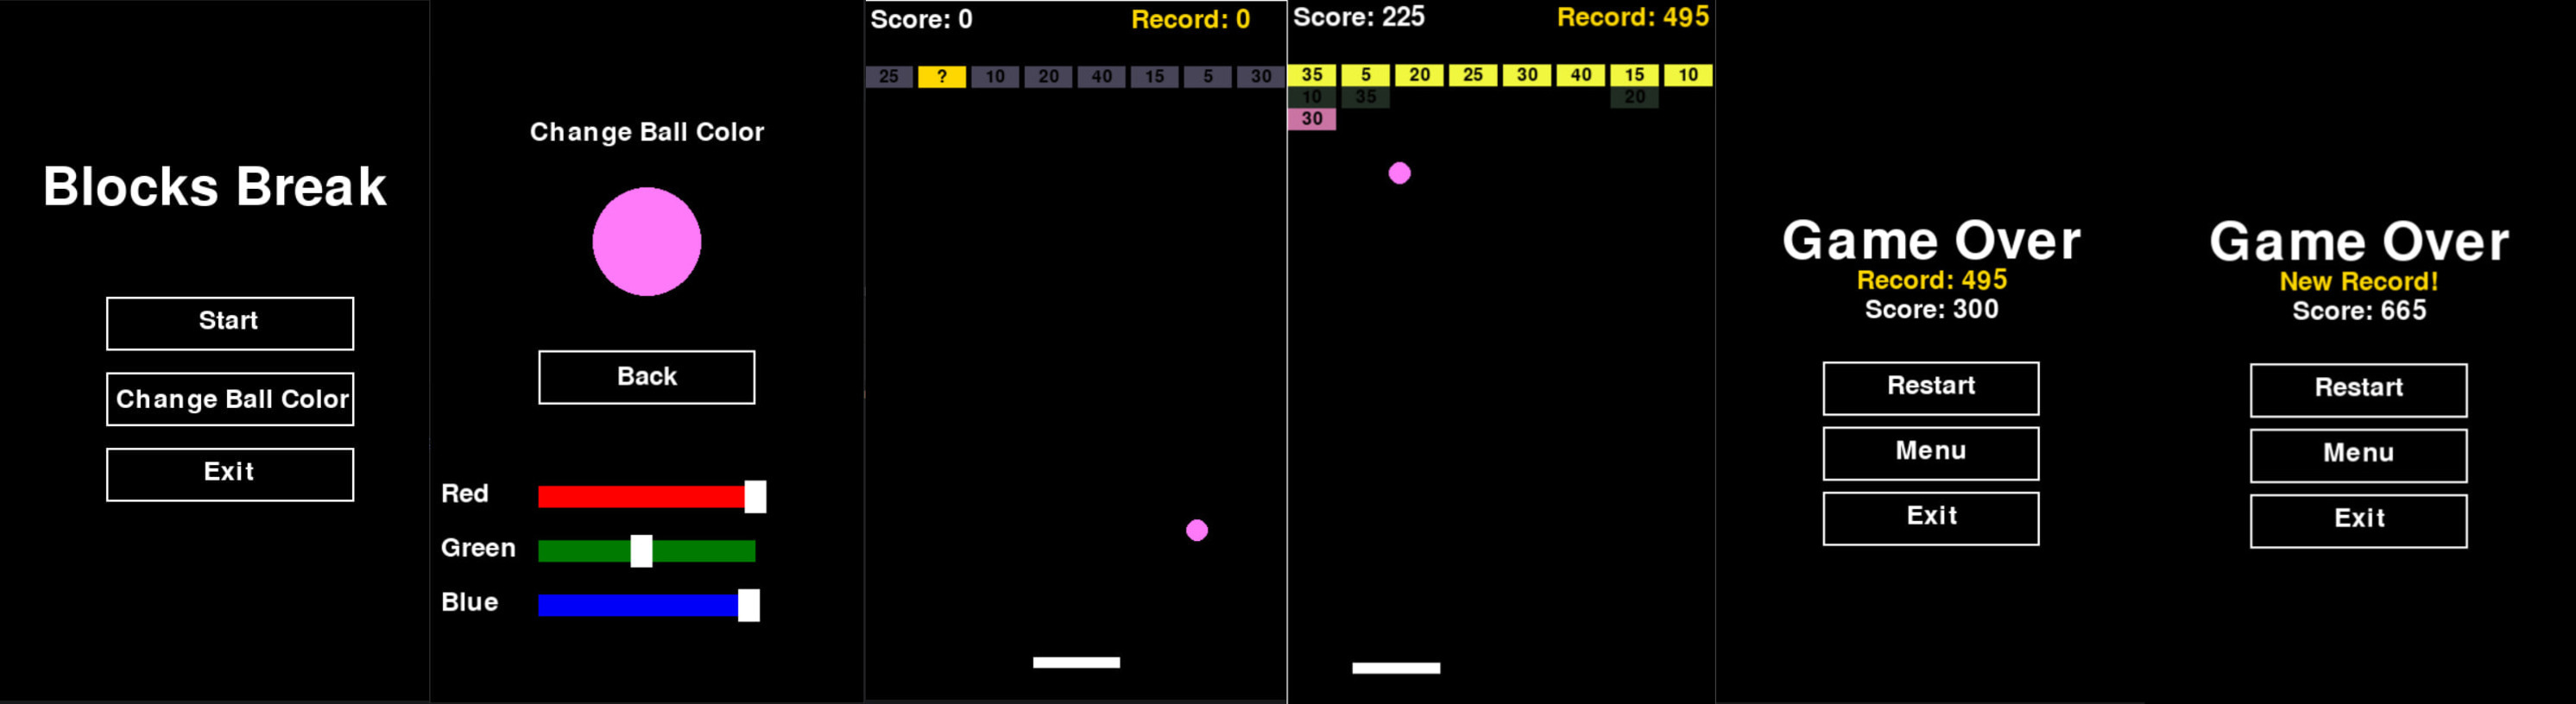 Blocks Break
Start
Change Ball Color
Exit
Change Ball Color
Back
Red
Green
Blue
Score: 0 Record: 0
25 ? 10 20 40 15 5 30
Score: 225 Record: 495
35 5 20 25 30 40 15 10
10 35 20
30
Game Over
Record: 495
Score: 300
Restart
Menu
Exit
Game Over
New Record!
Score: 665
Restart
Menu
Exit